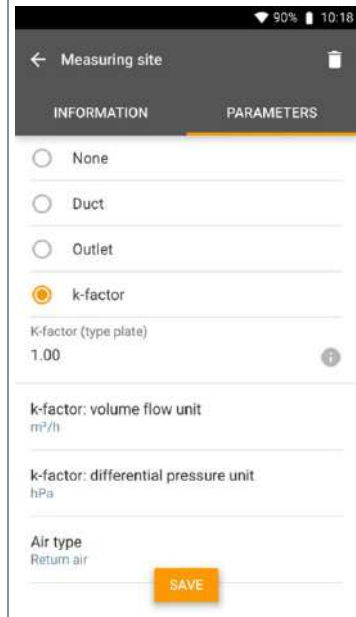 90% 10:18
Measuring site
INFORMATION PARAMETERS
None
Duct
Outlet
k-factor
K-factor (type plate)
1.00
k-factor: volume flow unit
m³/h
k-factor: differential pressure unit
hPa
Air type
Return air
SAVE